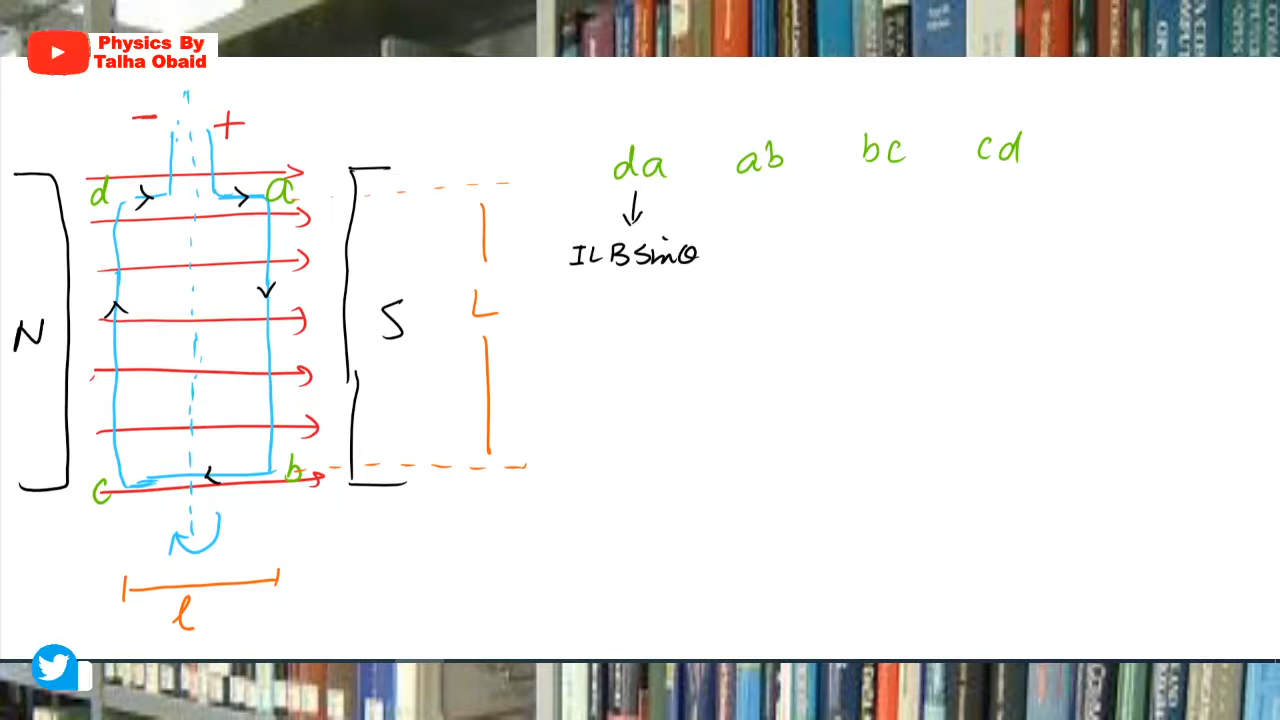 Physics By
Talha Obaid
- +
d a
da ab bc cd
ILBSinθ
N S L
c b
l